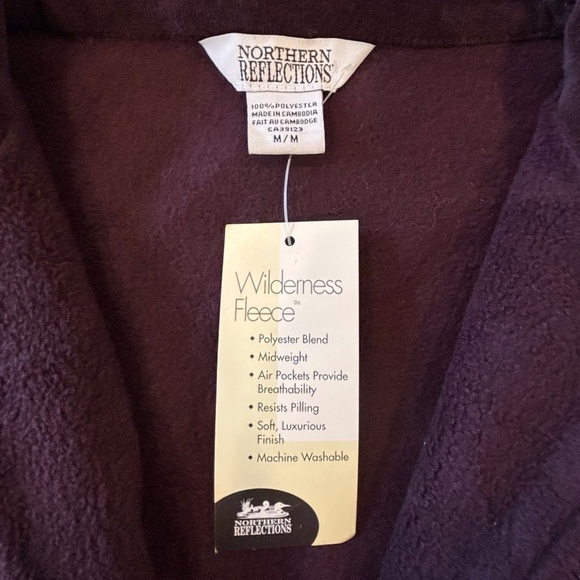 NORTHERN
REFLECTIONS
100% POLYESTER
MADE IN CAMBODIA
FAIT AU CAMBODGE
CA39123
M/M
Wilderness
Fleece™
• Polyester Blend
• Midweight
• Air Pockets Provide
Breathability
• Resists Pilling
• Soft, Luxurious
Finish
• Machine Washable
NORTHERN
REFLECTIONS